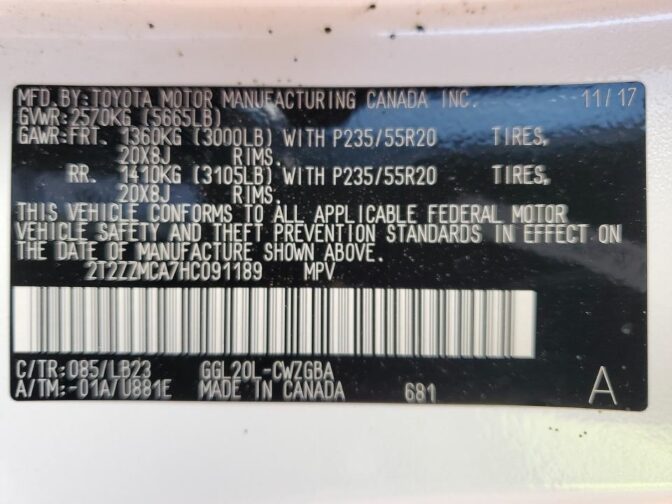 MFD.BY:TOYOTA MOTOR MANUFACTURING CANADA INC. 11/17
GVWR:2570KG (5665LB)
GAWR:FRT. 1360KG (3000LB) WITH P235/55R20 TIRES,
20X8J RIMS.
RR. 1410KG (3105LB) WITH P235/55R20 TIRES,
20X8J RIMS.
THIS VEHICLE CONFORMS TO ALL APPLICABLE FEDERAL MOTOR
VEHICLE SAFETY AND THEFT PREVENTION STANDARDS IN EFFECT ON
THE DATE OF MANUFACTURE SHOWN ABOVE.
2T2ZZMCA7HC091189 MPV
C/TR:085/LB23 GGL20L-CWZGBA
A/TM:-01A/U881E MADE IN CANADA 681 A